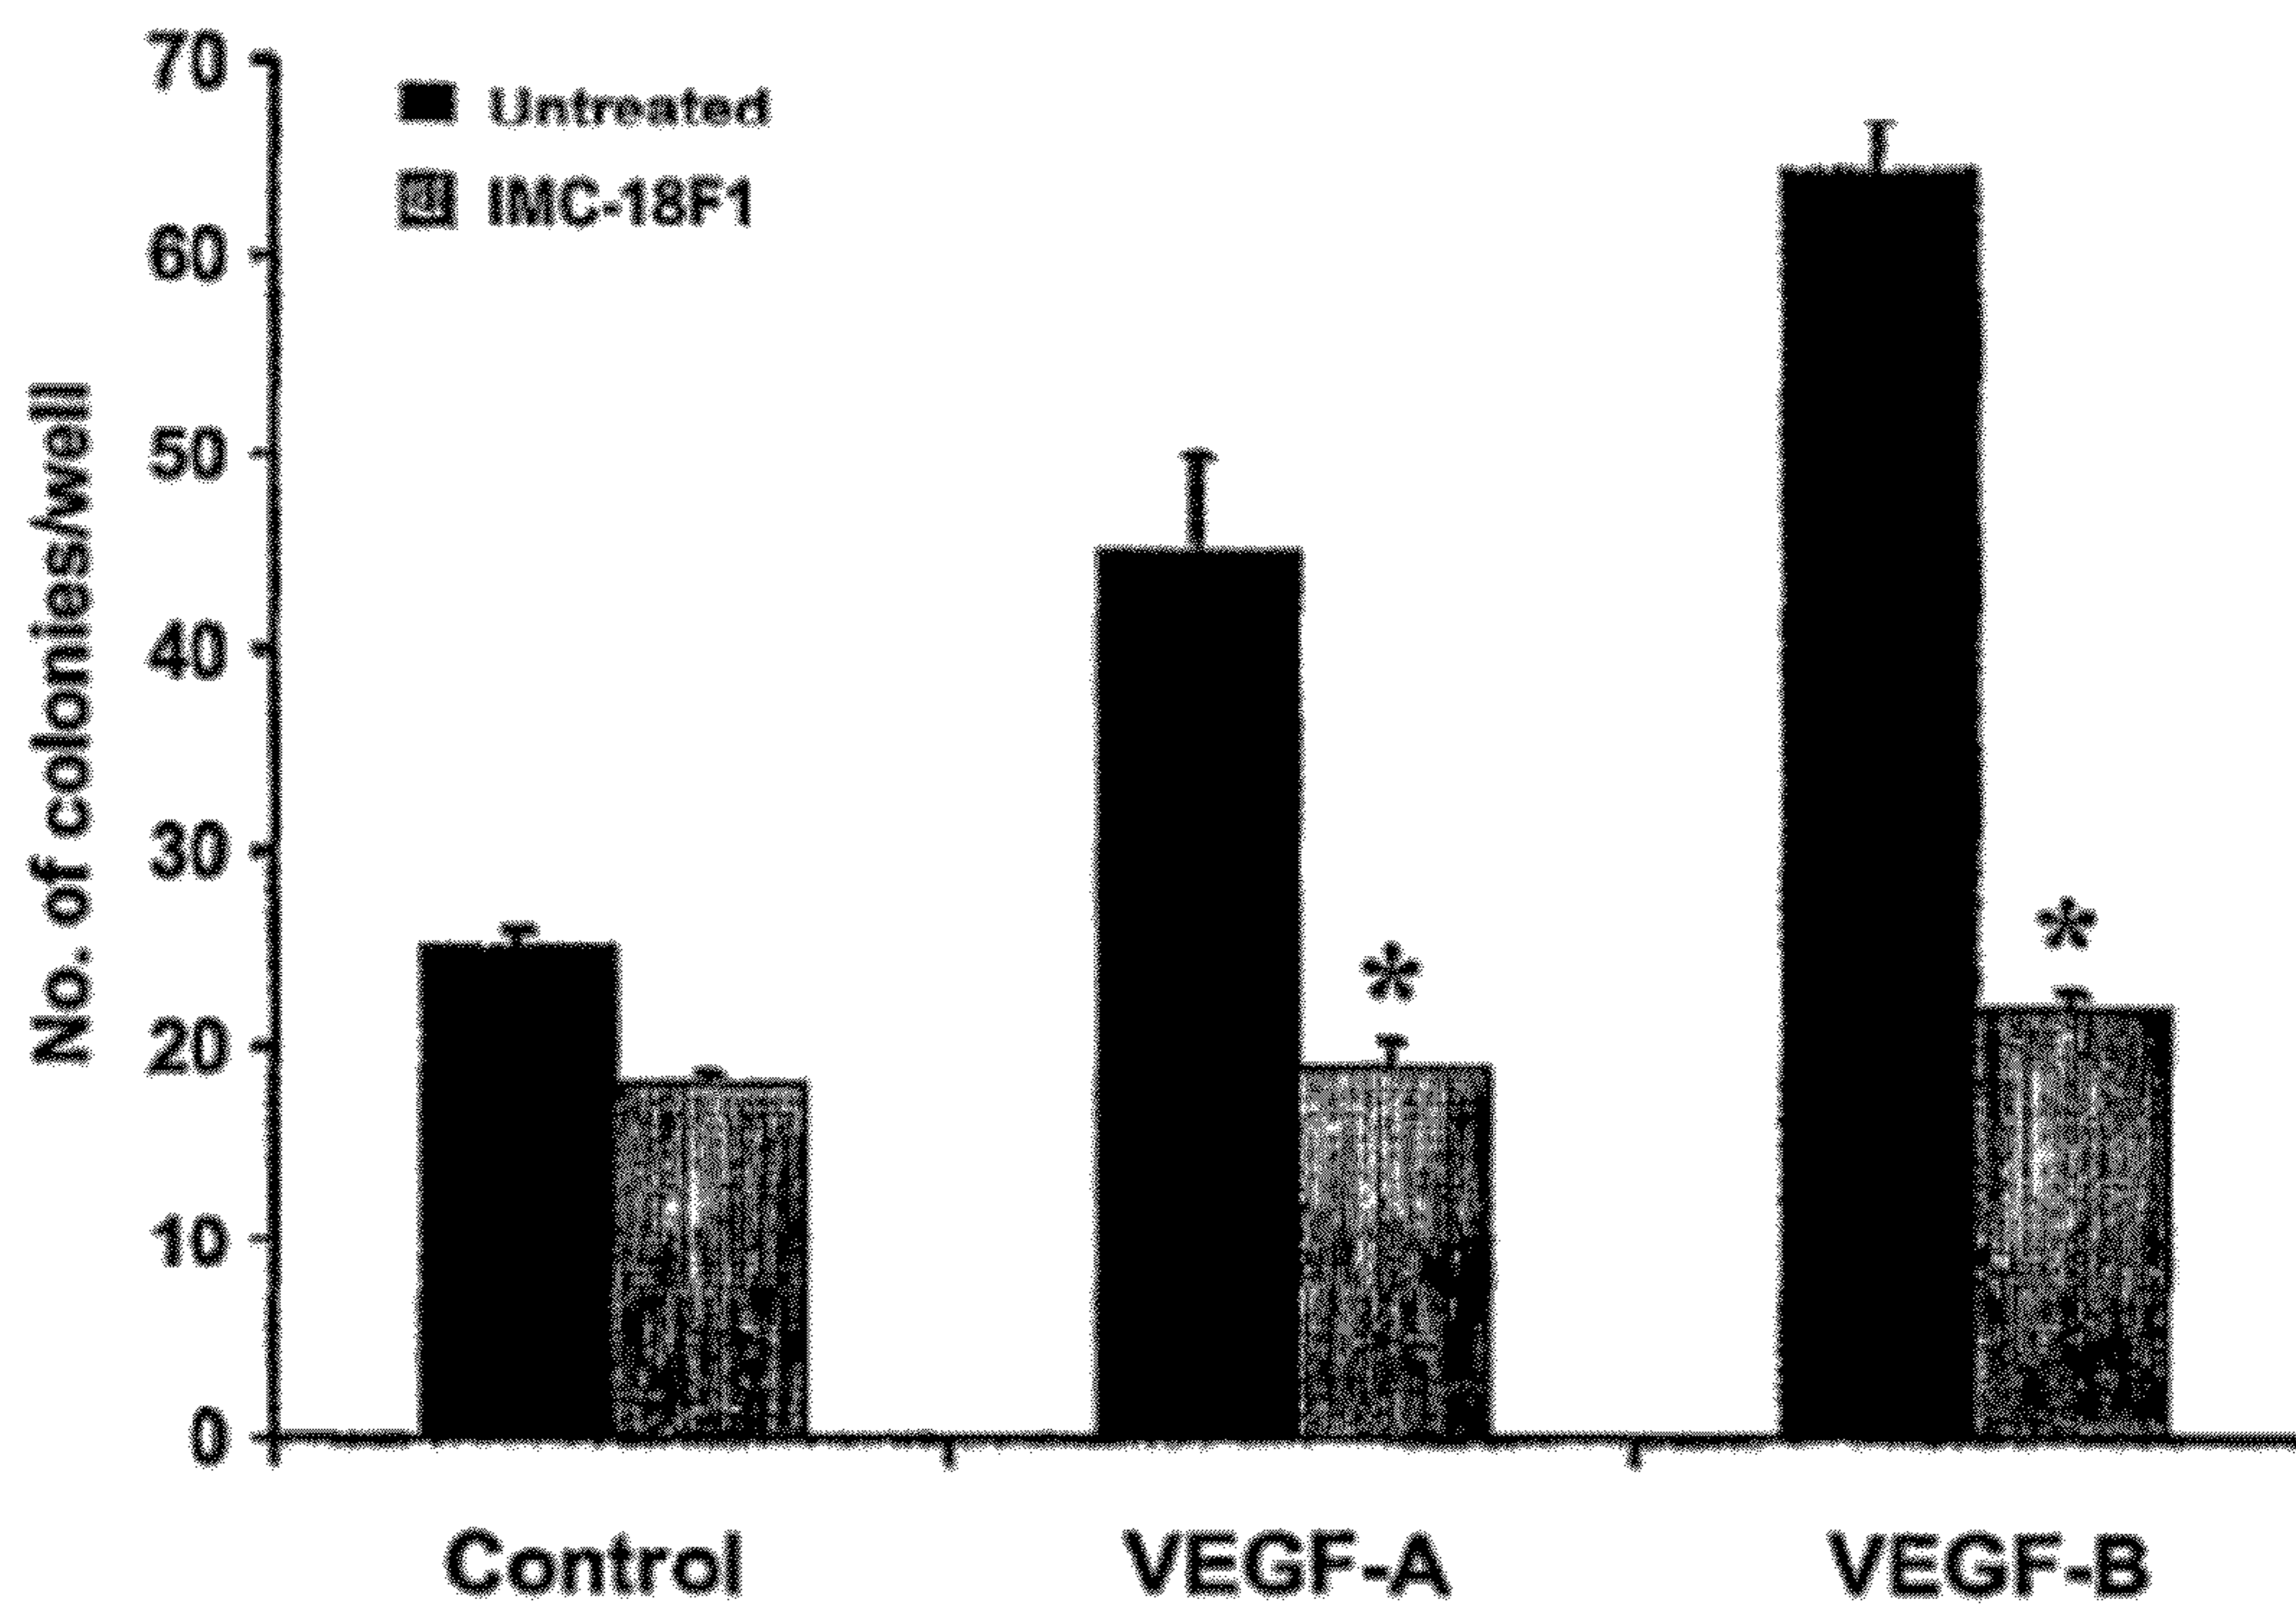 70
60
50
40
30
20
10
0
No. of colonies/well
Untreated
IMC-18F1
*
*
Control
VEGF-A
VEGF-B